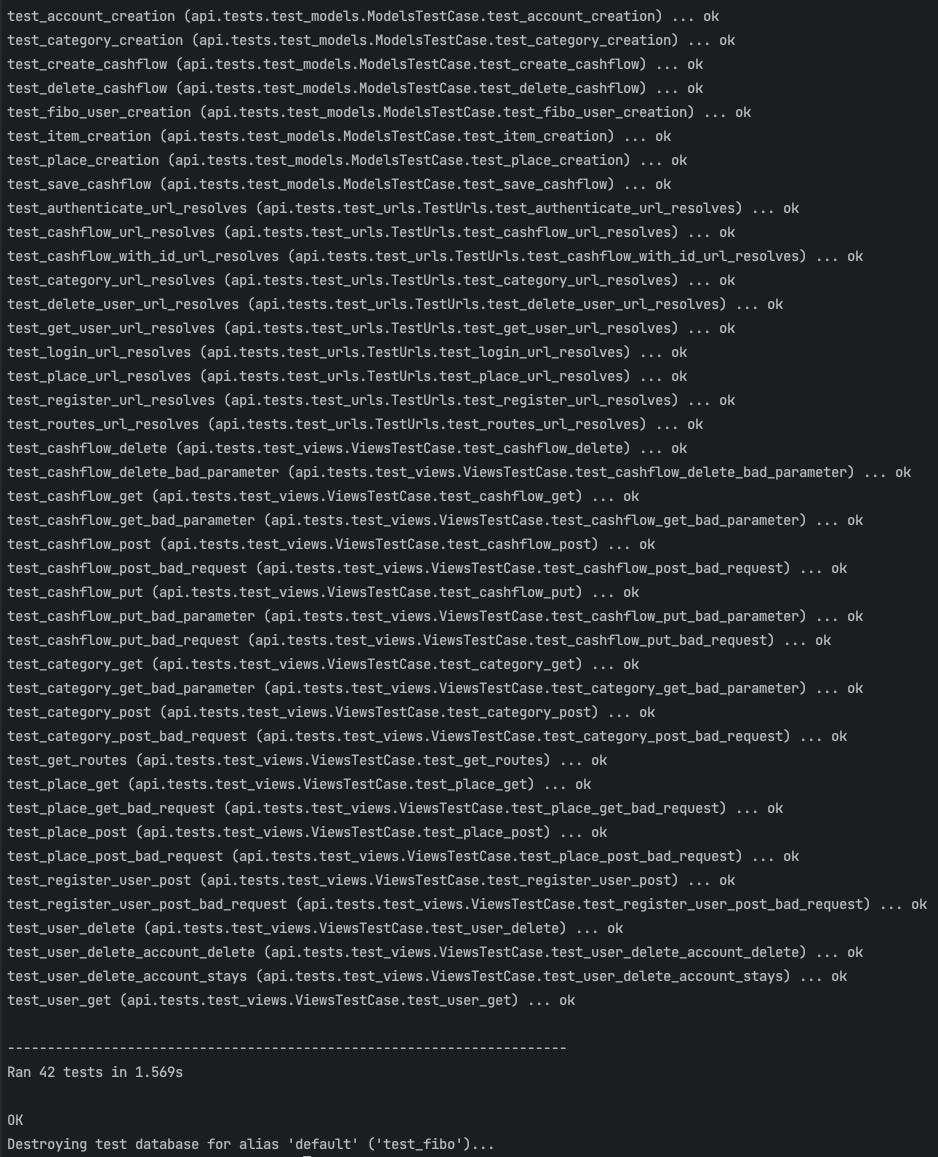 test_account_creation (api.tests.test_models.ModelsTestCase.test_account_creation) ... ok
test_category_creation (api.tests.test_models.ModelsTestCase.test_category_creation) ... ok
test_create_cashflow (api.tests.test_models.ModelsTestCase.test_create_cashflow) ... ok
test_delete_cashflow (api.tests.test_models.ModelsTestCase.test_delete_cashflow) ... ok
test_fibo_user_creation (api.tests.test_models.ModelsTestCase.test_fibo_user_creation) ... ok
test_item_creation (api.tests.test_models.ModelsTestCase.test_item_creation) ... ok
test_place_creation (api.tests.test_models.ModelsTestCase.test_place_creation) ... ok
test_save_cashflow (api.tests.test_models.ModelsTestCase.test_save_cashflow) ... ok
test_authenticate_url_resolves (api.tests.test_urls.TestUrls.test_authenticate_url_resolves) ... ok
test_cashflow_url_resolves (api.tests.test_urls.TestUrls.test_cashflow_url_resolves) ... ok
test_cashflow_with_id_url_resolves (api.tests.test_urls.TestUrls.test_cashflow_with_id_url_resolves) ... ok
test_category_url_resolves (api.tests.test_urls.TestUrls.test_category_url_resolves) ... ok
test_delete_user_url_resolves (api.tests.test_urls.TestUrls.test_delete_user_url_resolves) ... ok
test_get_user_url_resolves (api.tests.test_urls.TestUrls.test_get_user_url_resolves) ... ok
test_login_url_resolves (api.tests.test_urls.TestUrls.test_login_url_resolves) ... ok
test_place_url_resolves (api.tests.test_urls.TestUrls.test_place_url_resolves) ... ok
test_register_url_resolves (api.tests.test_urls.TestUrls.test_register_url_resolves) ... ok
test_routes_url_resolves (api.tests.test_urls.TestUrls.test_routes_url_resolves) ... ok
test_cashflow_delete (api.tests.test_views.ViewsTestCase.test_cashflow_delete) ... ok
test_cashflow_delete_bad_parameter (api.tests.test_views.ViewsTestCase.test_cashflow_delete_bad_parameter) ... ok
test_cashflow_get (api.tests.test_views.ViewsTestCase.test_cashflow_get) ... ok
test_cashflow_get_bad_parameter (api.tests.test_views.ViewsTestCase.test_cashflow_get_bad_parameter) ... ok
test_cashflow_post (api.tests.test_views.ViewsTestCase.test_cashflow_post) ... ok
test_cashflow_post_bad_request (api.tests.test_views.ViewsTestCase.test_cashflow_post_bad_request) ... ok
test_cashflow_put (api.tests.test_views.ViewsTestCase.test_cashflow_put) ... ok
test_cashflow_put_bad_parameter (api.tests.test_views.ViewsTestCase.test_cashflow_put_bad_parameter) ... ok
test_cashflow_put_bad_request (api.tests.test_views.ViewsTestCase.test_cashflow_put_bad_request) ... ok
test_category_get (api.tests.test_views.ViewsTestCase.test_category_get) ... ok
test_category_get_bad_parameter (api.tests.test_views.ViewsTestCase.test_category_get_bad_parameter) ... ok
test_category_post (api.tests.test_views.ViewsTestCase.test_category_post) ... ok
test_category_post_bad_request (api.tests.test_views.ViewsTestCase.test_category_post_bad_request) ... ok
test_get_routes (api.tests.test_views.ViewsTestCase.test_get_routes) ... ok
test_place_get (api.tests.test_views.ViewsTestCase.test_place_get) ... ok
test_place_get_bad_request (api.tests.test_views.ViewsTestCase.test_place_get_bad_request) ... ok
test_place_post (api.tests.test_views.ViewsTestCase.test_place_post) ... ok
test_place_post_bad_request (api.tests.test_views.ViewsTestCase.test_place_post_bad_request) ... ok
test_register_user_post (api.tests.test_views.ViewsTestCase.test_register_user_post) ... ok
test_register_user_post_bad_request (api.tests.test_views.ViewsTestCase.test_register_user_post_bad_request) ... ok
test_user_delete (api.tests.test_views.ViewsTestCase.test_user_delete) ... ok
test_user_delete_account_delete (api.tests.test_views.ViewsTestCase.test_user_delete_account_delete) ... ok
test_user_delete_account_stays (api.tests.test_views.ViewsTestCase.test_user_delete_account_stays) ... ok
test_user_get (api.tests.test_views.ViewsTestCase.test_user_get) ... ok
----------------------------------------------------------------------
Ran 42 tests in 1.569s
OK
Destroying test database for alias 'default' ('test_fibo')...